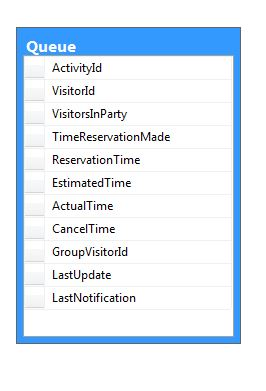 Queue
ActivityId
VisitorId
VisitorsInParty
TimeReservationMade
ReservationTime
EstimatedTime
ActualTime
CancelTime
GroupVisitorId
LastUpdate
LastNotification